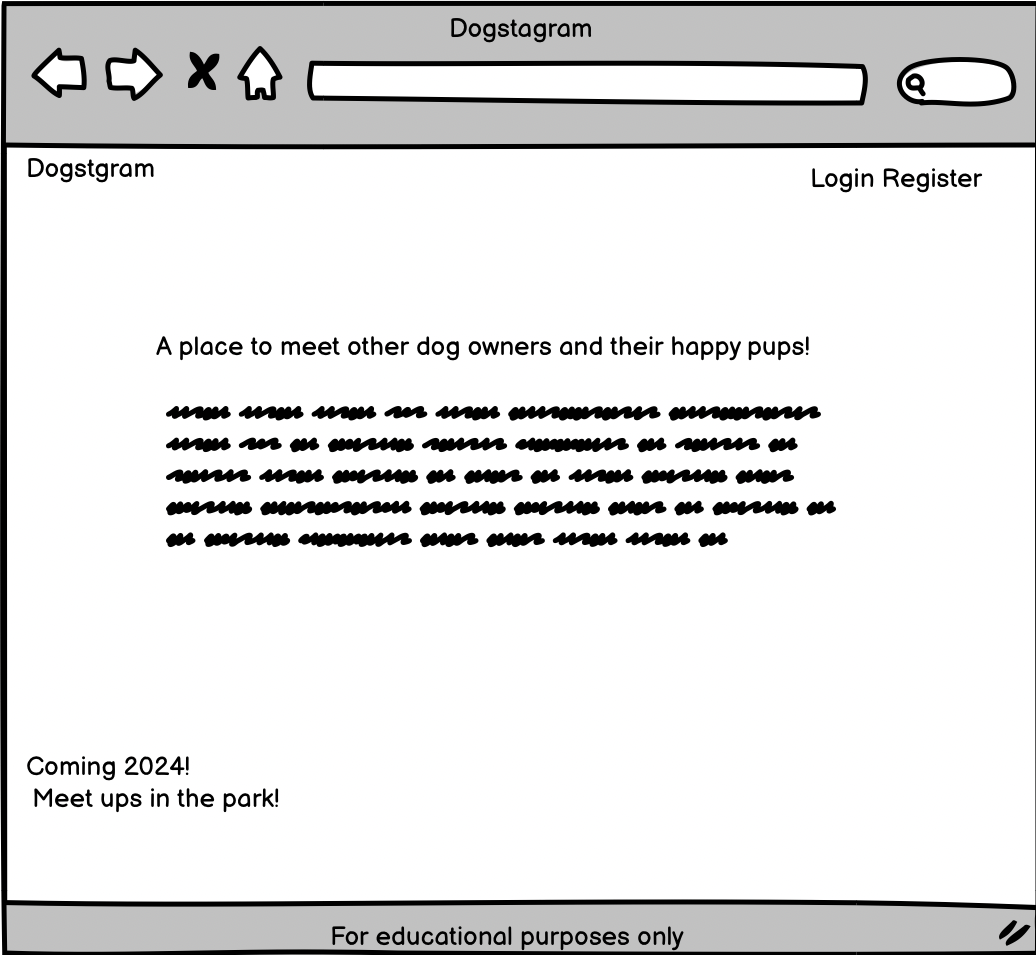 Dogstagram
Dogstgram
Login Register
A place to meet other dog owners and their happy pups!
Coming 2024!
Meet ups in the park!
For educational purposes only